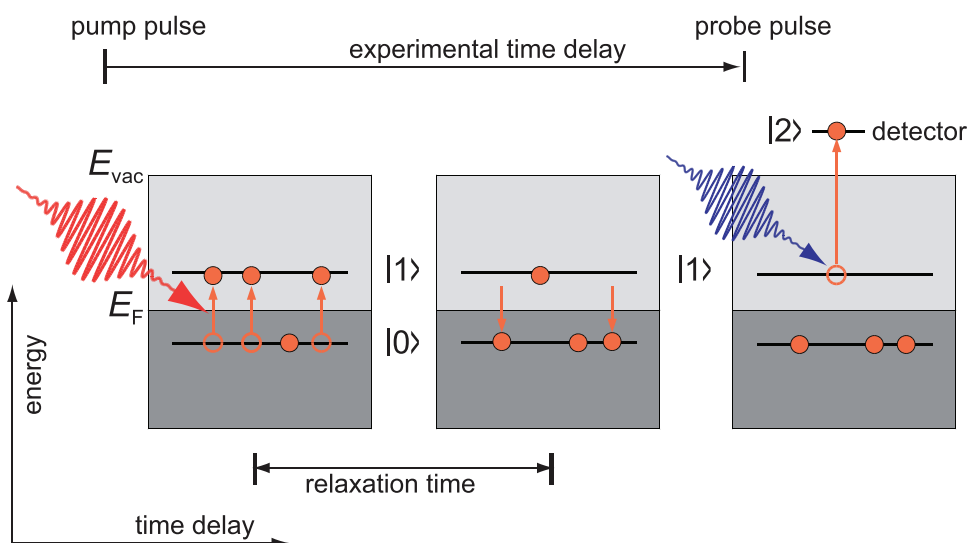 pump pulse
probe pulse
experimental time delay
|2>
detector
E_vac
|1>
|1>
E_F
|0>
energy
relaxation time
time delay